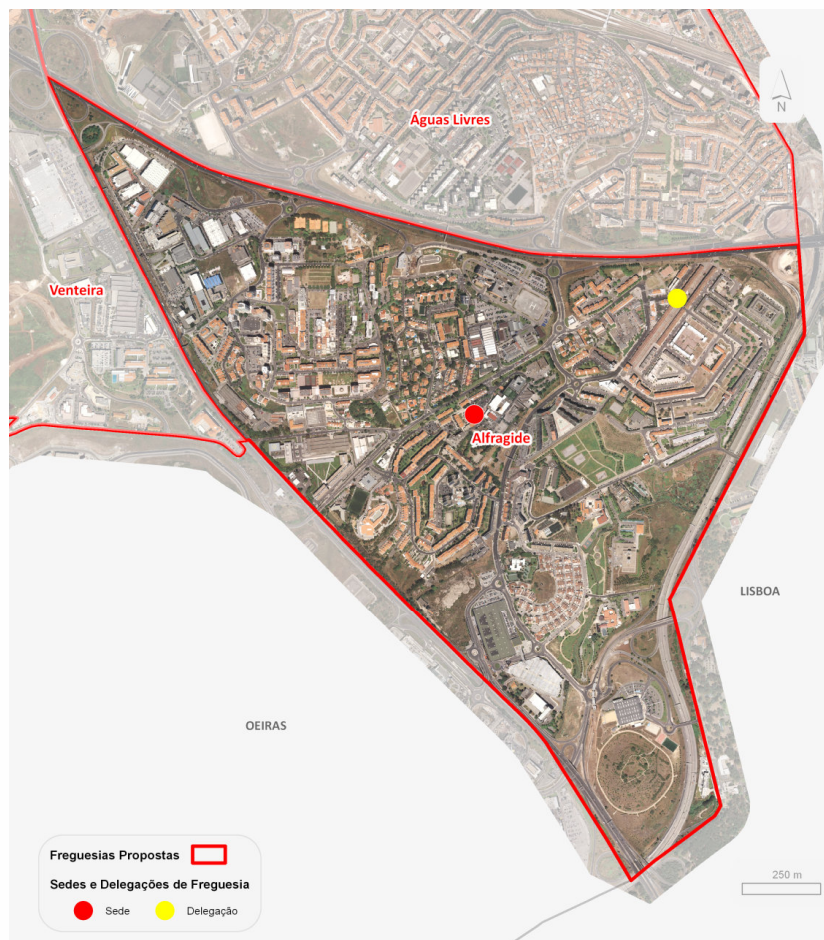 Águas Livres
N
Venteira
Alfragide
LISBOA
OEIRAS
Freguesias Propostas
Sedes e Delegações de Freguesia
Sede
Delegação
250 m